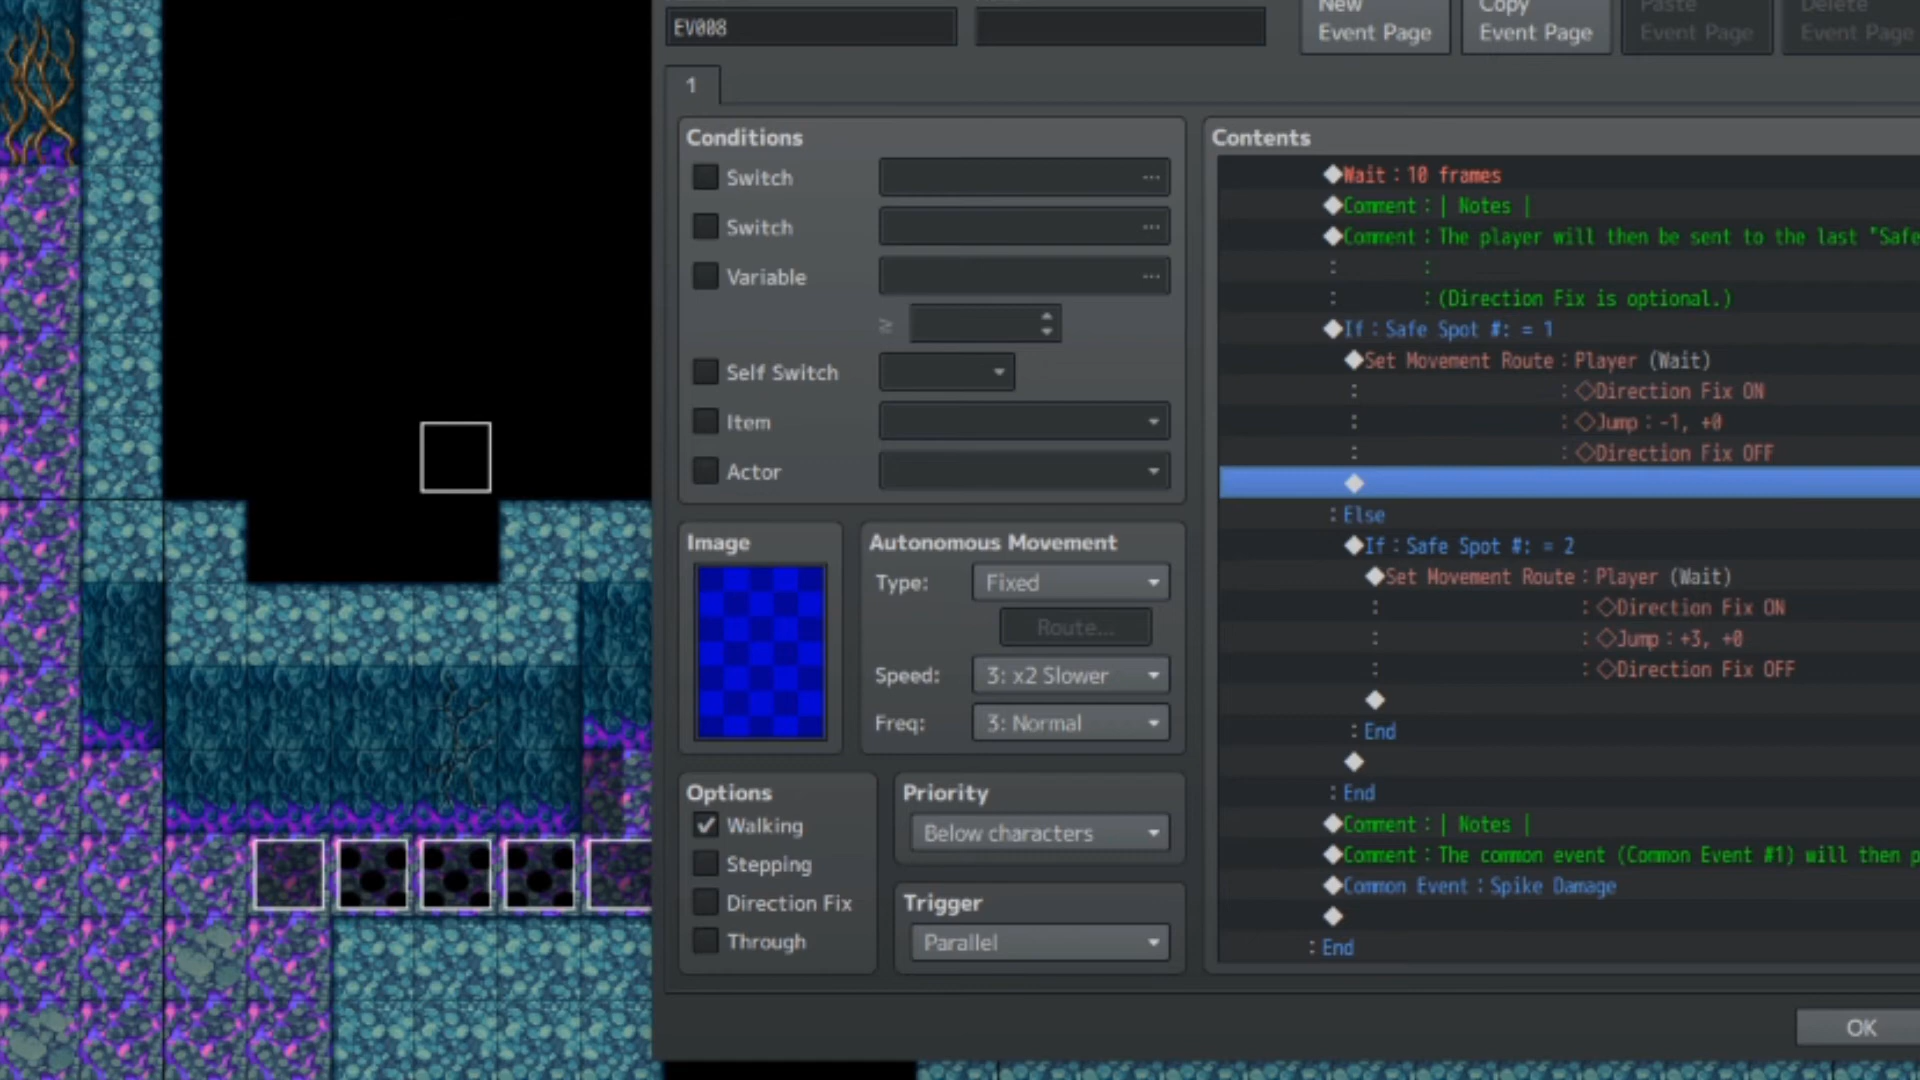 New
Event Page
Copy
Event Page
Paste
Event Page
Delete
Event Page
EV008
1
Conditions
Switch ...
Switch ...
Variable ...
≥
Self Switch
Item
Actor
Image
Autonomous Movement
Type: Fixed
Route...
Speed: 3: x2 Slower
Freq: 3: Normal
Options
Walking
Stepping
Direction Fix
Through
Priority
Below characters
Trigger
Parallel
Contents
◆Wait : 10 frames
◆Comment : | Notes |
◆Comment : The player will then be sent to the last "Safe
: :
: : (Direction Fix is optional.)
◆If : Safe Spot #: = 1
◆Set Movement Route : Player (Wait)
: : ◇Direction Fix ON
: : ◇Jump : -1, +0
: : ◇Direction Fix OFF
◆
: Else
◆If : Safe Spot #: = 2
◆Set Movement Route : Player (Wait)
: : ◇Direction Fix ON
: : ◇Jump : +3, +0
: : ◇Direction Fix OFF
◆
: End
◆
: End
◆Comment : | Notes |
◆Comment : The common event (Common Event #1) will then
◆Common Event : Spike Damage
◆
: End
OK